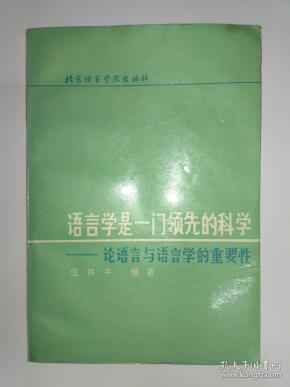 北京语言学院出版社
语言学是一门领先的科学
——论语言与语言学的重要性
伍铁平 编著
孔夫子旧书网